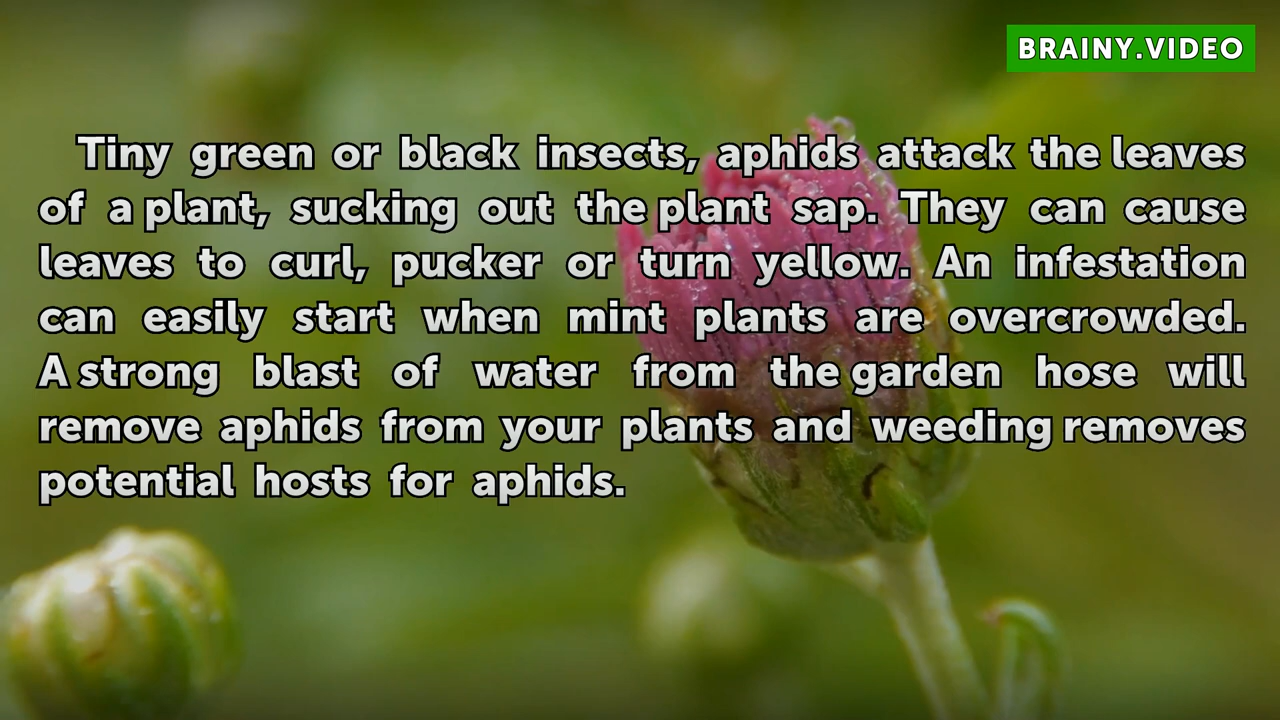 BRAINY.VIDEO
Tiny green or black insects, aphids attack the leaves
of a plant, sucking out the plant sap. They can cause
leaves to curl, pucker or turn yellow. An infestation
can easily start when mint plants are overcrowded.
A strong blast of water from the garden hose will
remove aphids from your plants and weeding removes
potential hosts for aphids.